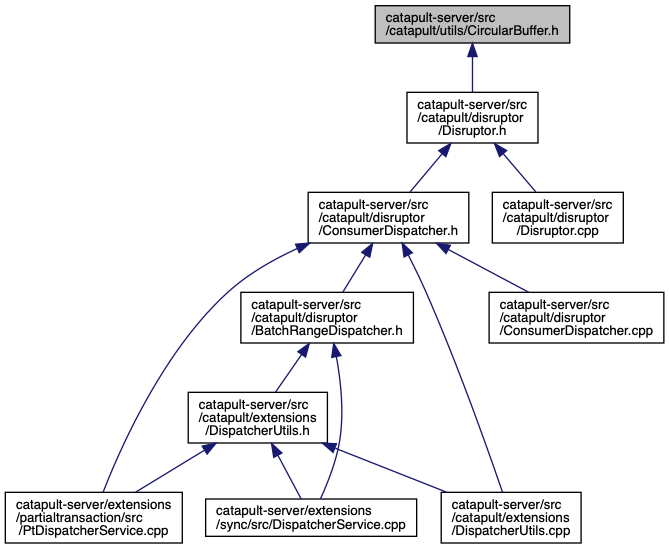 catapult-server/src
/catapult/utils/CircularBuffer.h
catapult-server/src
/catapult/disruptor
/Disruptor.h
catapult-server/src
/catapult/disruptor
/ConsumerDispatcher.h
catapult-server/src
/catapult/disruptor
/Disruptor.cpp
catapult-server/src
/catapult/disruptor
/BatchRangeDispatcher.h
catapult-server/src
/catapult/disruptor
/ConsumerDispatcher.cpp
catapult-server/src
/catapult/extensions
/DispatcherUtils.h
catapult-server/extensions
/partialtransaction/src
/PtDispatcherService.cpp
catapult-server/extensions
/sync/src/DispatcherService.cpp
catapult-server/src
/catapult/extensions
/DispatcherUtils.cpp